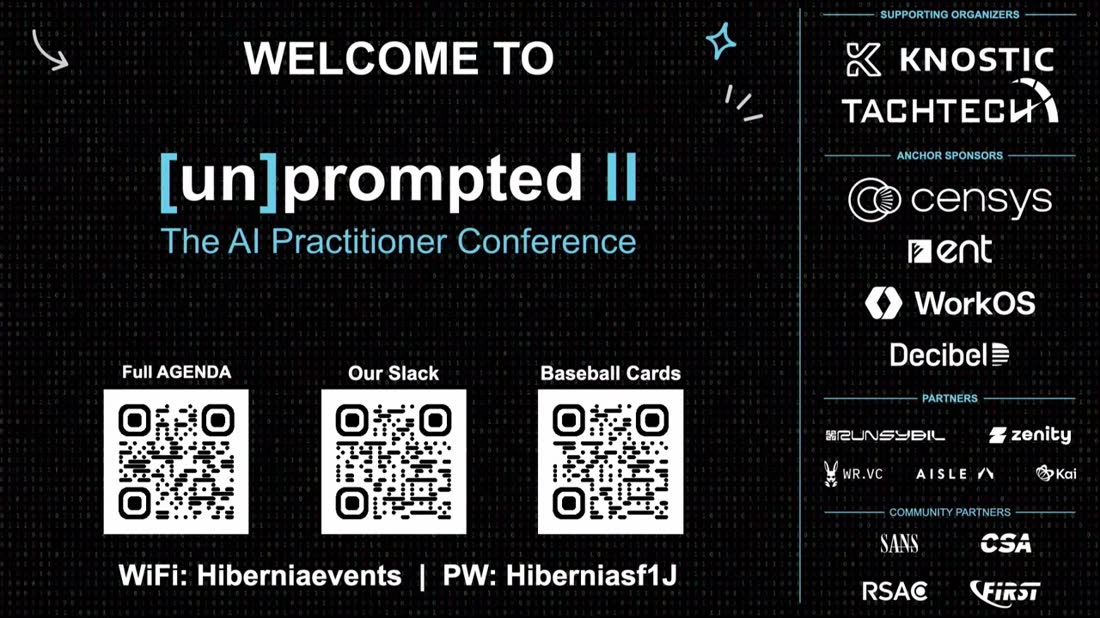 WELCOME TO
[un]prompted II
The AI Practitioner Conference
Full AGENDA
Our Slack
Baseball Cards
WiFi: Hiberniaevents | PW: Hiberniasf1J
SUPPORTING ORGANIZERS
KNOSTIC
TACHTECH
ANCHOR SPONSORS
censys
ent
WorkOS
Decibel
PARTNERS
RUNSYBIL
zenity
WR.VC
AISLE
Kai
COMMUNITY PARTNERS
SANS
CSA
RSAC
FIRST